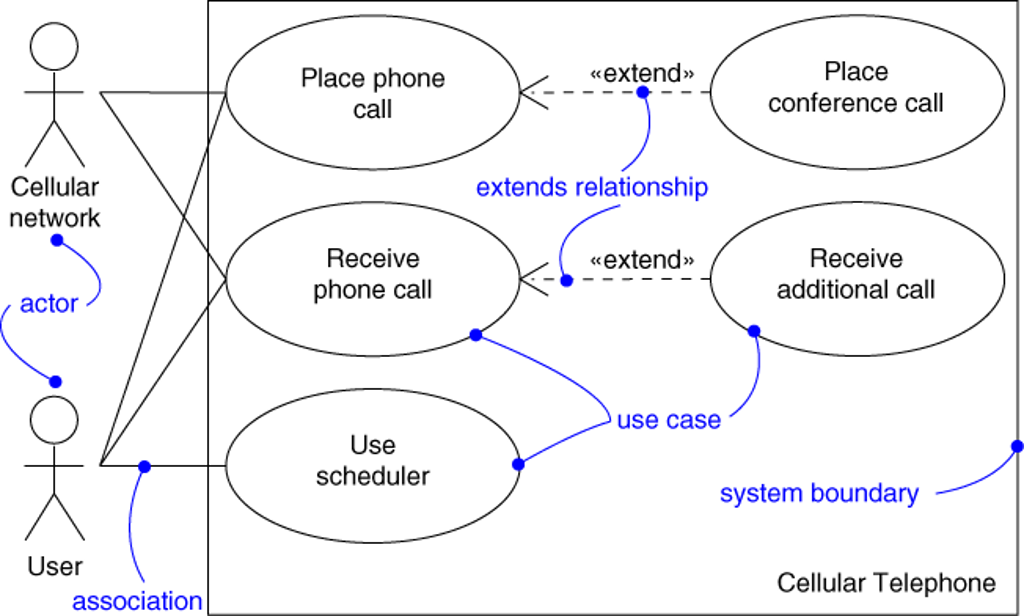 Place phone
call
«extend»
Place
conference call
Cellular
network
extends relationship
Receive
phone call
«extend»
Receive
additional call
actor
use case
Use
scheduler
system boundary
User
Cellular Telephone
association